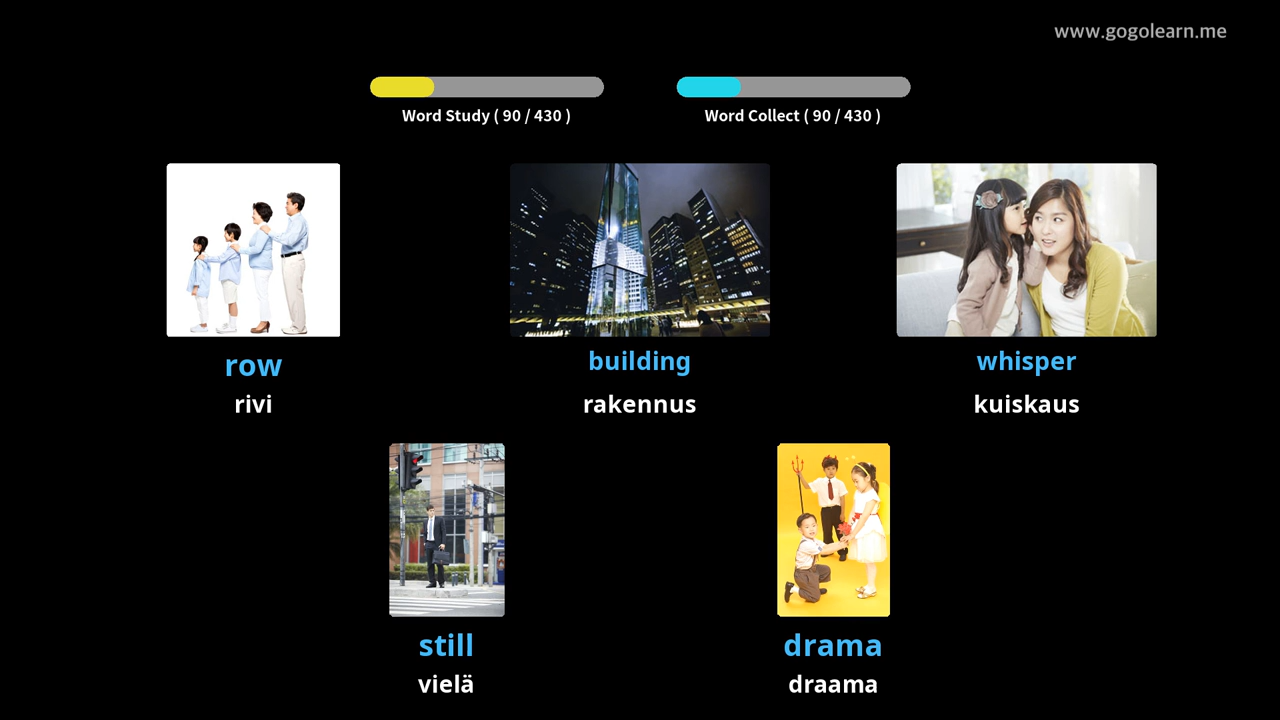 www.gogolearn.me
Word Study ( 90 / 430 )
Word Collect ( 90 / 430 )
row
rivi
building
rakennus
whisper
kuiskaus
still
vielä
drama
draama